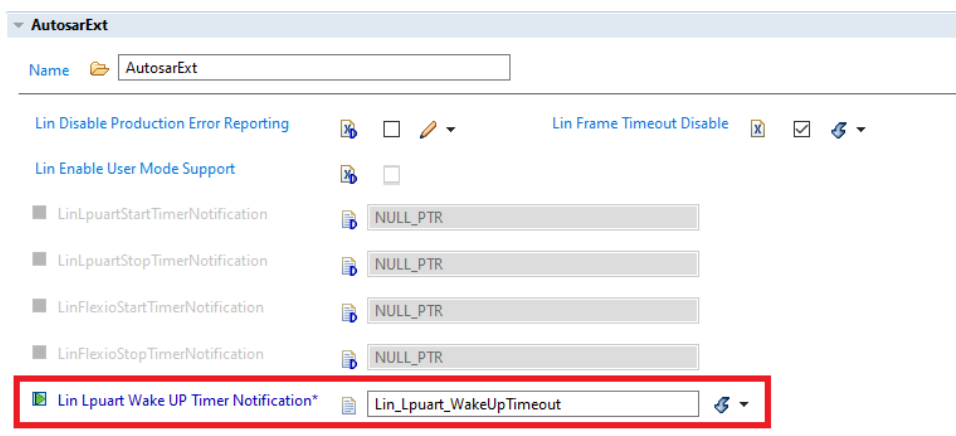 AutosarExt
Name AutosarExt
Lin Disable Production Error Reporting Lin Frame Timeout Disable
Lin Enable User Mode Support
LinLpuartStartTimerNotification NULL_PTR
LinLpuartStopTimerNotification NULL_PTR
LinFlexioStartTimerNotification NULL_PTR
LinFlexioStopTimerNotification NULL_PTR
Lin Lpuart Wake UP Timer Notification* Lin_Lpuart_WakeUpTimeout